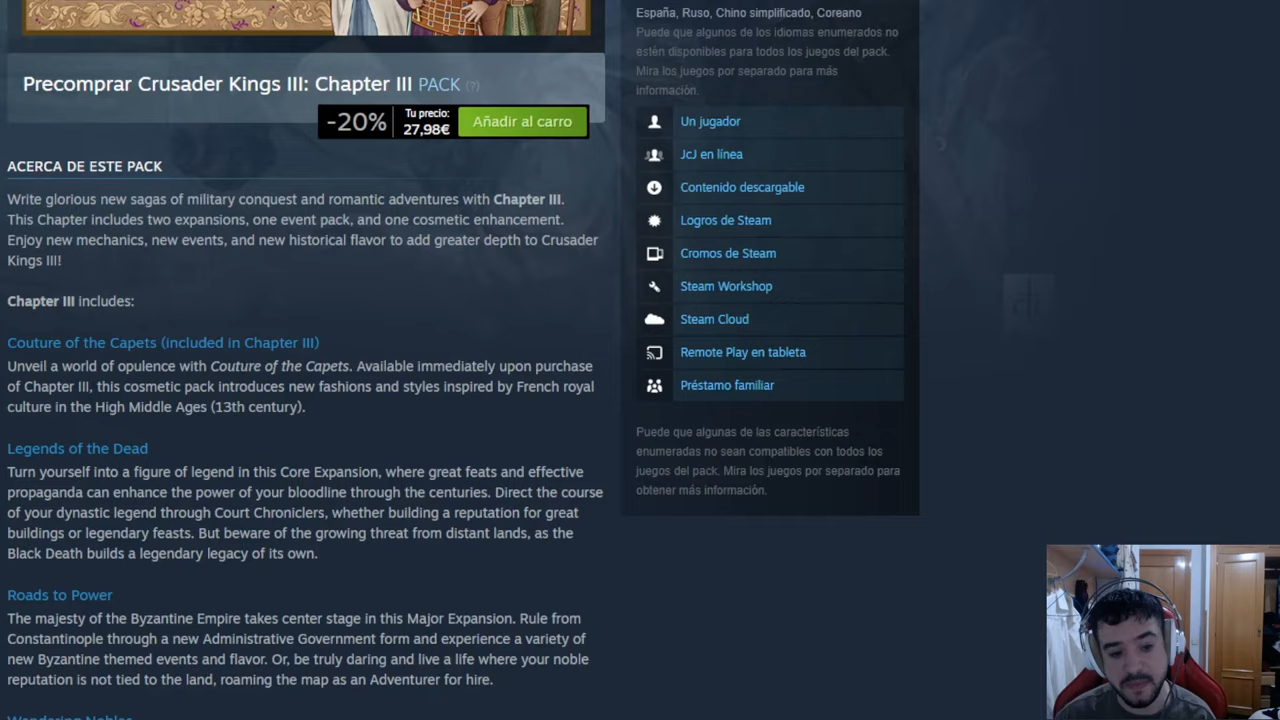 Precomprar Crusader Kings III: Chapter III PACK (?)
-20%
Tu precio:
27,98€
Añadir al carro
ACERCA DE ESTE PACK
Write glorious new sagas of military conquest and romantic adventures with Chapter III.
This Chapter includes two expansions, one event pack, and one cosmetic enhancement.
Enjoy new mechanics, new events, and new historical flavor to add greater depth to Crusader
Kings III!
Chapter III includes:
Couture of the Capets (included in Chapter III)
Unveil a world of opulence with Couture of the Capets. Available immediately upon purchase
of Chapter III, this cosmetic pack introduces new fashions and styles inspired by French royal
culture in the High Middle Ages (13th century).
Legends of the Dead
Turn yourself into a figure of legend in this Core Expansion, where great feats and effective
propaganda can enhance the power of your bloodline through the centuries. Direct the course
of your dynastic legend through Court Chroniclers, whether building a reputation for great
buildings or legendary feasts. But beware of the growing threat from distant lands, as the
Black Death builds a legendary legacy of its own.
Roads to Power
The majesty of the Byzantine Empire takes center stage in this Major Expansion. Rule from
Constantinople through a new Administrative Government form and experience a variety of
new Byzantine themed events and flavor. Or, be truly daring and live a life where your noble
reputation is not tied to the land, roaming the map as an Adventurer for hire.
España, Ruso, Chino simplificado, Coreano
Puede que algunos de los idiomas enumerados no
estén disponibles para todos los juegos del pack.
Mira los juegos por separado para más
información.
Un jugador
JcJ en línea
Contenido descargable
Logros de Steam
Cromos de Steam
Steam Workshop
Steam Cloud
Remote Play en tableta
Préstamo familiar
Puede que algunas de las características
enumeradas no sean compatibles con todos los
juegos del pack. Mira los juegos por separado para
obtener más información.